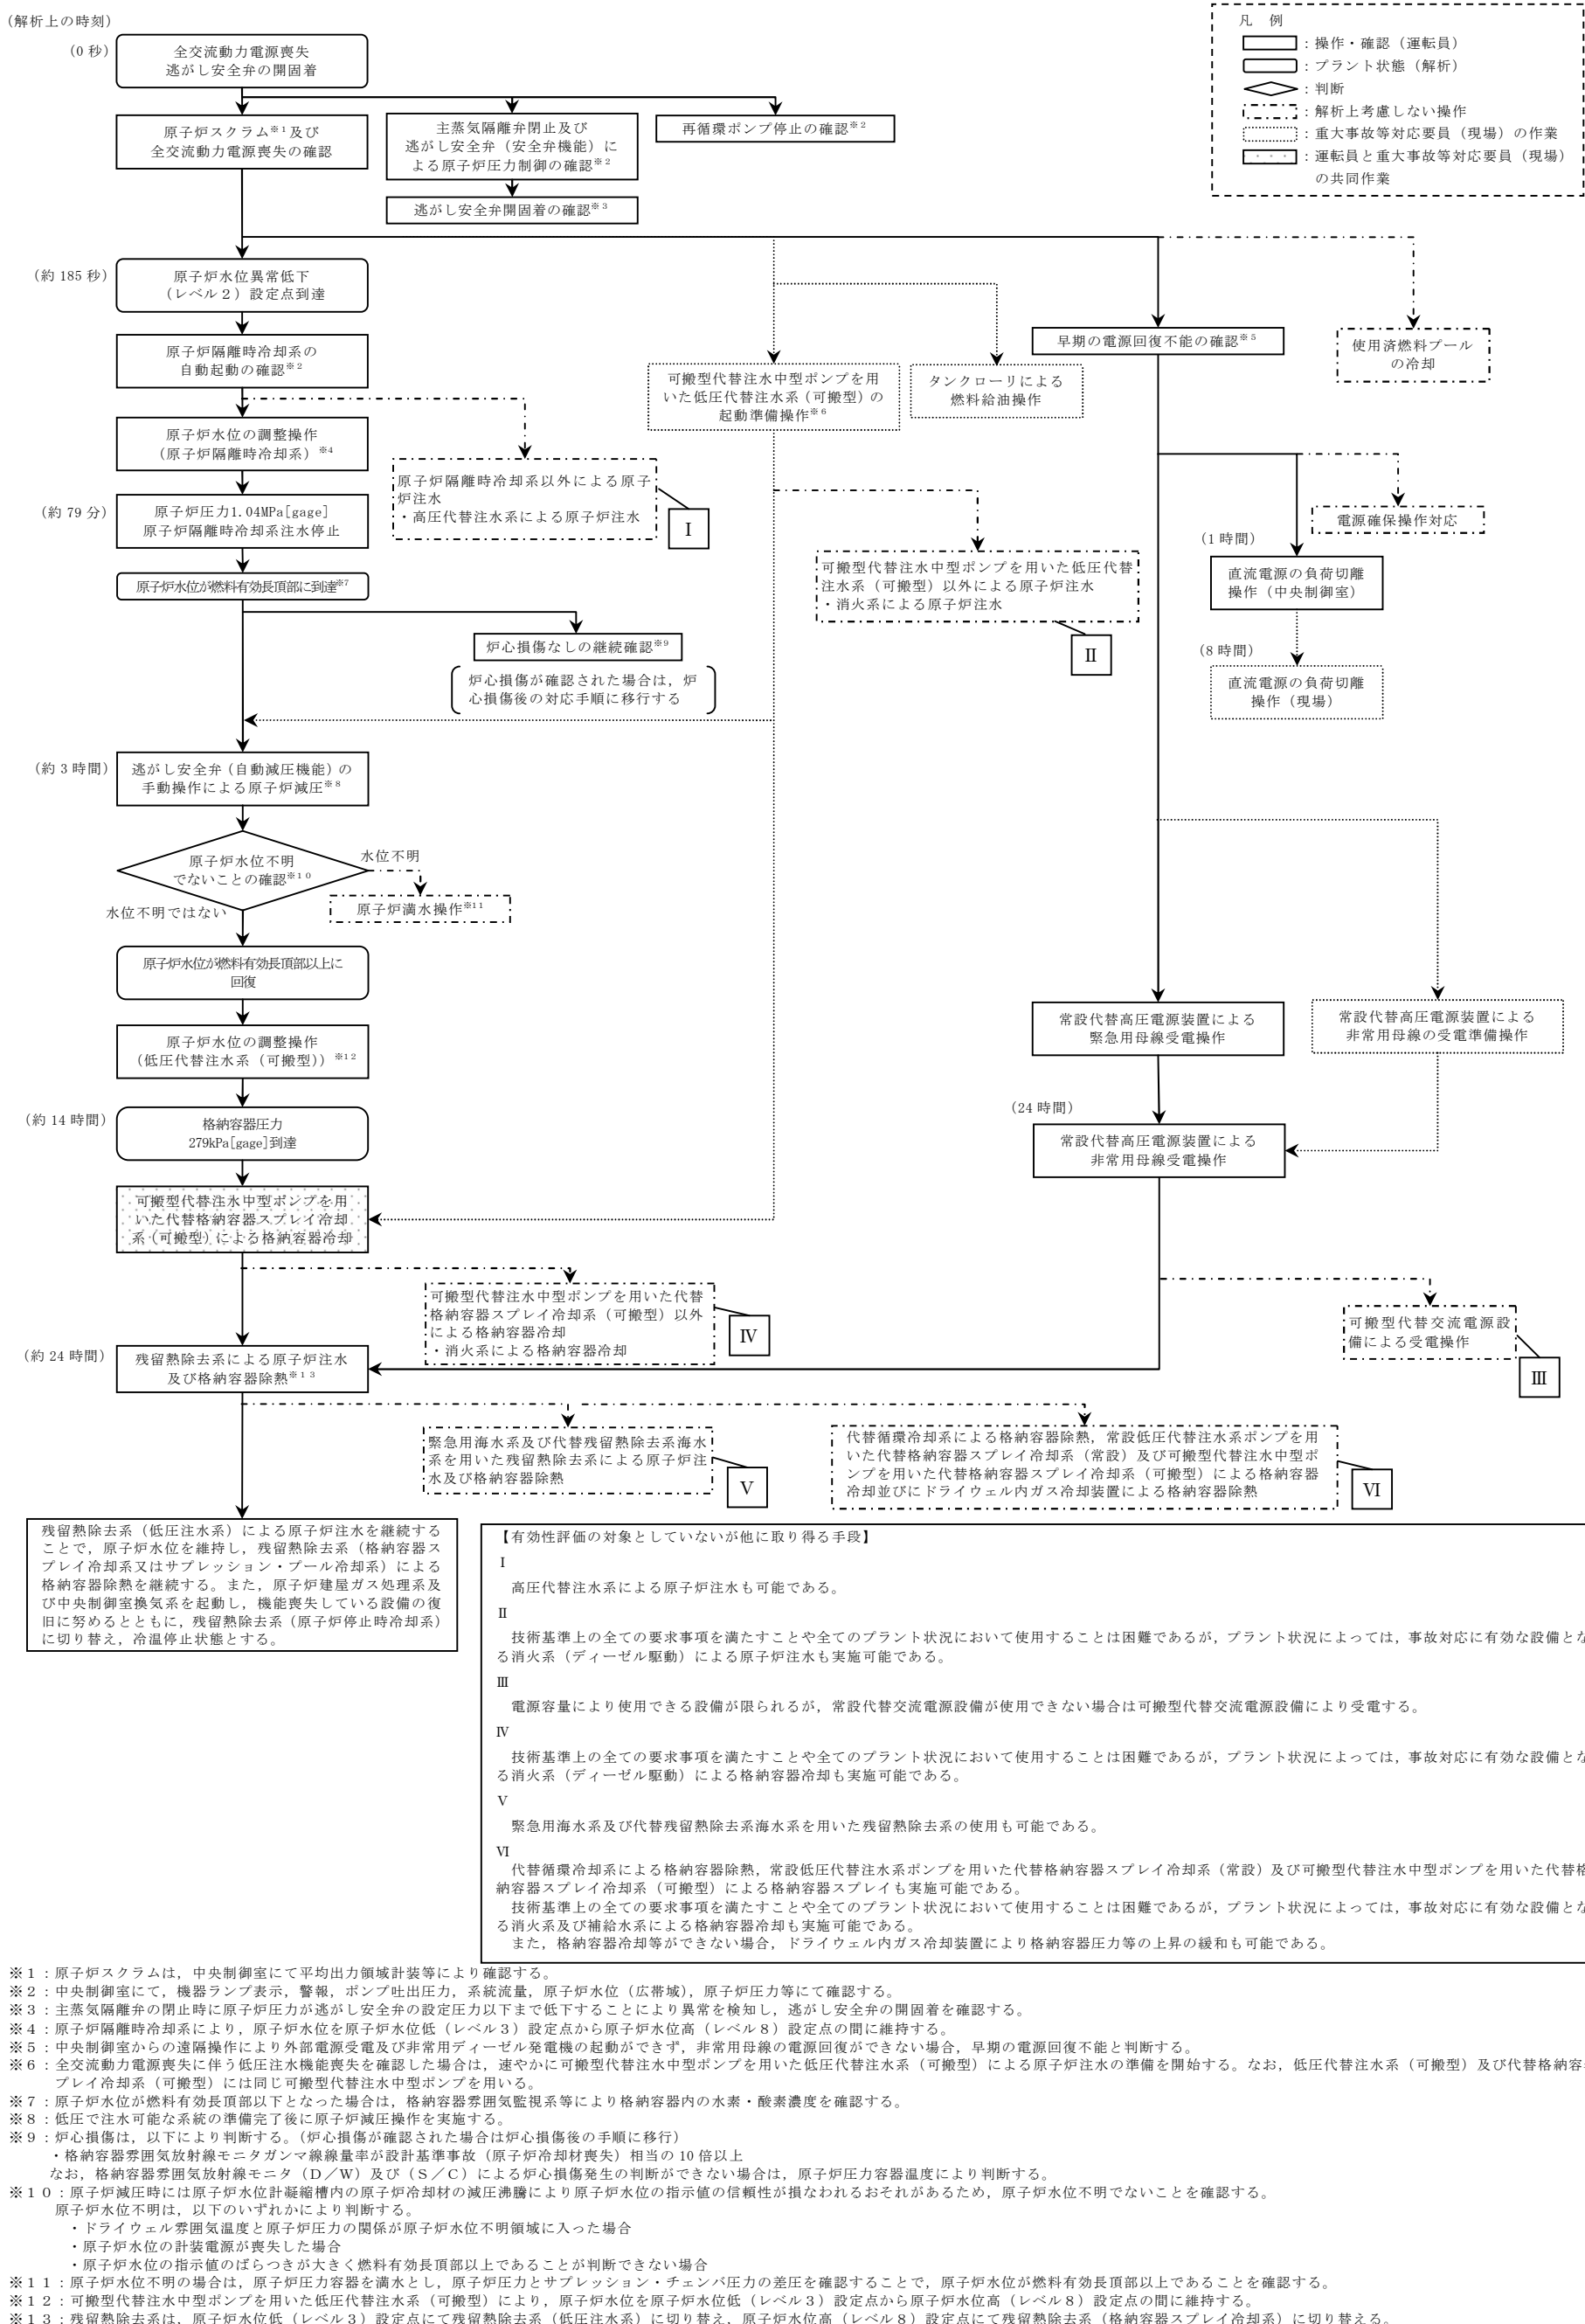 （解析上の時刻）
（0 秒）
全交流動力電源喪失
逃がし安全弁の開固着
原子炉スクラム※１及び
全交流動力電源喪失の確認
主蒸気隔離弁閉止及び
逃がし安全弁（安全弁機能）に
よる原子炉圧力制御の確認※２
再循環ポンプ停止の確認※２
逃がし安全弁開固着の確認※３
凡　例
：操作・確認（運転員）
：プラント状態（解析）
：判断
：解析上考慮しない操作
：重大事故等対応要員（現場）の作業
：運転員と重大事故等対応要員（現場）
の共同作業
（約 185 秒）
原子炉水位異常低下
（レベル２）設定点到達
原子炉隔離時冷却系の
自動起動の確認※２
原子炉水位の調整操作
（原子炉隔離時冷却系）※4
（約 79 分）
原子炉圧力1.04MPa[gage]
原子炉隔離時冷却系注水停止
原子炉水位が燃料有効長頂部に到達※７
原子炉隔離時冷却系以外による原子
炉注水
・高圧代替注水系による原子炉注水
Ⅰ
可搬型代替注水中型ポンプを用
いた低圧代替注水系（可搬型）の
起動準備操作※６
タンクローリによる
燃料給油操作
早期の電源回復不能の確認※５
使用済燃料プール
の冷却
可搬型代替注水中型ポンプを用いた低圧代替
注水系（可搬型）以外による原子炉注水
・消火系による原子炉注水
Ⅱ
電源確保操作対応
（1 時間）
直流電源の負荷切離
操作（中央制御室）
（8 時間）
直流電源の負荷切離
操作（現場）
炉心損傷なしの継続確認※９
炉心損傷が確認された場合は，炉
心損傷後の対応手順に移行する
（約 3 時間）
逃がし安全弁（自動減圧機能）の
手動操作による原子炉減圧※８
原子炉水位不明
でないことの確認※１０
水位不明
水位不明ではない
原子炉満水操作※11
原子炉水位が燃料有効長頂部以上に
回復
原子炉水位の調整操作
（低圧代替注水系（可搬型））※12
（約 14 時間）
格納容器圧力
279kPa[gage]到達
可搬型代替注水中型ポンプを用
いた代替格納容器スプレイ冷却
系（可搬型）による格納容器冷却
常設代替高圧電源装置による
緊急用母線受電操作
常設代替高圧電源装置による
非常用母線の受電準備操作
（24 時間）
常設代替高圧電源装置による
非常用母線受電操作
可搬型代替注水中型ポンプを用いた代替
格納容器スプレイ冷却系（可搬型）以外
による格納容器冷却
・消火系による格納容器冷却
Ⅳ
可搬型代替交流電源設
備による受電操作
Ⅲ
（約 24 時間）
残留熱除去系による原子炉注水
及び格納容器除熱※１３
緊急用海水系及び代替残留熱除去系海水
系を用いた残留熱除去系による原子炉注
水及び格納容器除熱
Ⅴ
代替循環冷却系による格納容器除熱，常設低圧代替注水系ポンプを用
いた代替格納容器スプレイ冷却系（常設）及び可搬型代替注水中型ポ
ンプを用いた代替格納容器スプレイ冷却系（可搬型）による格納容器
冷却並びにドライウェル内ガス冷却装置による格納容器除熱
Ⅵ
残留熱除去系（低圧注水系）による原子炉注水を継続する
ことで，原子炉水位を維持し，残留熱除去系（格納容器ス
プレイ冷却系又はサプレッション・プール冷却系）による
格納容器除熱を継続する。また，原子炉建屋ガス処理系及
び中央制御室換気系を起動し，機能喪失している設備の復
旧に努めるとともに，残留熱除去系（原子炉停止時冷却系）
に切り替え，冷温停止状態とする。
【有効性評価の対象としていないが他に取り得る手段】
Ⅰ
高圧代替注水系による原子炉注水も可能である。
Ⅱ
技術基準上の全ての要求事項を満たすことや全てのプラント状況において使用することは困難であるが，プラント状況によっては，事故対応に有効な設備とな
る消火系（ディーゼル駆動）による原子炉注水も実施可能である。
Ⅲ
電源容量により使用できる設備が限られるが，常設代替交流電源設備が使用できない場合は可搬型代替交流電源設備により受電する。
Ⅳ
技術基準上の全ての要求事項を満たすことや全てのプラント状況において使用することは困難であるが，プラント状況によっては，事故対応に有効な設備とな
る消火系（ディーゼル駆動）による格納容器冷却も実施可能である。
Ⅴ
緊急用海水系及び代替残留熱除去系海水系を用いた残留熱除去系の使用も可能である。
Ⅵ
代替循環冷却系による格納容器除熱，常設低圧代替注水系ポンプを用いた代替格納容器スプレイ冷却系（常設）及び可搬型代替注水中型ポンプを用いた代替格
納容器スプレイ冷却系（可搬型）による格納容器スプレイも実施可能である。
技術基準上の全ての要求事項を満たすことや全てのプラント状況において使用することは困難であるが，プラント状況によっては，事故対応に有効な設備とな
る消火系及び補給水系による格納容器冷却も実施可能である。
また，格納容器冷却等ができない場合，ドライウェル内ガス冷却装置により格納容器圧力等の上昇の緩和も可能である。
※１：原子炉スクラムは，中央制御室にて平均出力領域計装等により確認する。
※２：中央制御室にて，機器ランプ表示，警報，ポンプ吐出圧力，系統流量，原子炉水位（広帯域），原子炉圧力等にて確認する。
※３：主蒸気隔離弁の閉止時に原子炉圧力が逃がし安全弁の設定圧力以下まで低下することにより異常を検知し，逃がし安全弁の開固着を確認する。
※４：原子炉隔離時冷却系により，原子炉水位を原子炉水位低（レベル３）設定点から原子炉水位高（レベル８）設定点の間に維持する。
※５：中央制御室からの遠隔操作により外部電源受電及び非常用ディーゼル発電機の起動ができず，非常用母線の電源回復ができない場合，早期の電源回復不能と判断する。
※６：全交流動力電源喪失に伴う低圧注水機能喪失を確認した場合は，速やかに可搬型代替注水中型ポンプを用いた低圧代替注水系（可搬型）による原子炉注水の準備を開始する。なお，低圧代替注水系（可搬型）及び代替格納容
プレイ冷却系（可搬型）には同じ可搬型代替注水中型ポンプを用いる。
※７：原子炉水位が燃料有効長頂部以下となった場合は，格納容器雰囲気監視系等により格納容器内の水素・酸素濃度を確認する。
※８：低圧で注水可能な系統の準備完了後に原子炉減圧操作を実施する。
※９：炉心損傷は，以下により判断する。（炉心損傷が確認された場合は炉心損傷後の手順に移行）
・格納容器雰囲気放射線モニタガンマ線線量率が設計基準事故（原子炉冷却材喪失）相当の 10 倍以上
なお，格納容器雰囲気放射線モニタ（Ｄ／Ｗ）及び（Ｓ／Ｃ）による炉心損傷発生の判断ができない場合は，原子炉圧力容器温度により判断する。
※１０：原子炉減圧時には原子炉水位計凝縮槽内の原子炉冷却材の減圧沸騰により原子炉水位の指示値の信頼性が損なわれるおそれがあるため，原子炉水位不明でないことを確認する。
原子炉水位不明は，以下のいずれかにより判断する。
・ドライウェル雰囲気温度と原子炉圧力の関係が原子炉水位不明領域に入った場合
・原子炉水位の計装電源が喪失した場合
・原子炉水位の指示値のばらつきが大きく燃料有効長頂部以上であることが判断できない場合
※１１：原子炉水位不明の場合は，原子炉圧力容器を満水とし，原子炉圧力とサプレッション・チェンバ圧力の差圧を確認することで，原子炉水位が燃料有効長頂部以上であることを確認する。
※１２：可搬型代替注水中型ポンプを用いた低圧代替注水系（可搬型）により，原子炉水位を原子炉水位低（レベル３）設定点から原子炉水位高（レベル８）設定点の間に維持する。
※１３：残留熱除去系は，原子炉水位低（レベル３）設定点にて残留熱除去系（低圧注水系）に切り替え，原子炉水位高（レベル８）設定点にて残留熱除去系（格納容器スプレイ冷却系）に切り替える。